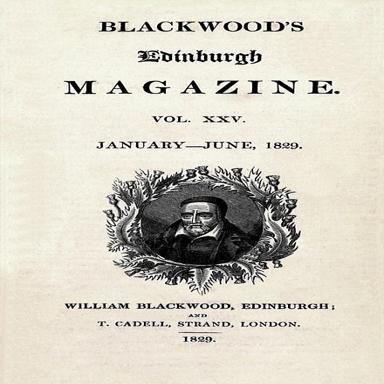 BLACKWOOD'S
Edinburgh
MAGAZINE.
VOL. XXV.
JANUARY—JUNE, 1829.
WILLIAM BLACKWOOD, EDINBURGH;
AND
T. CADELL, STRAND, LONDON.
1829.